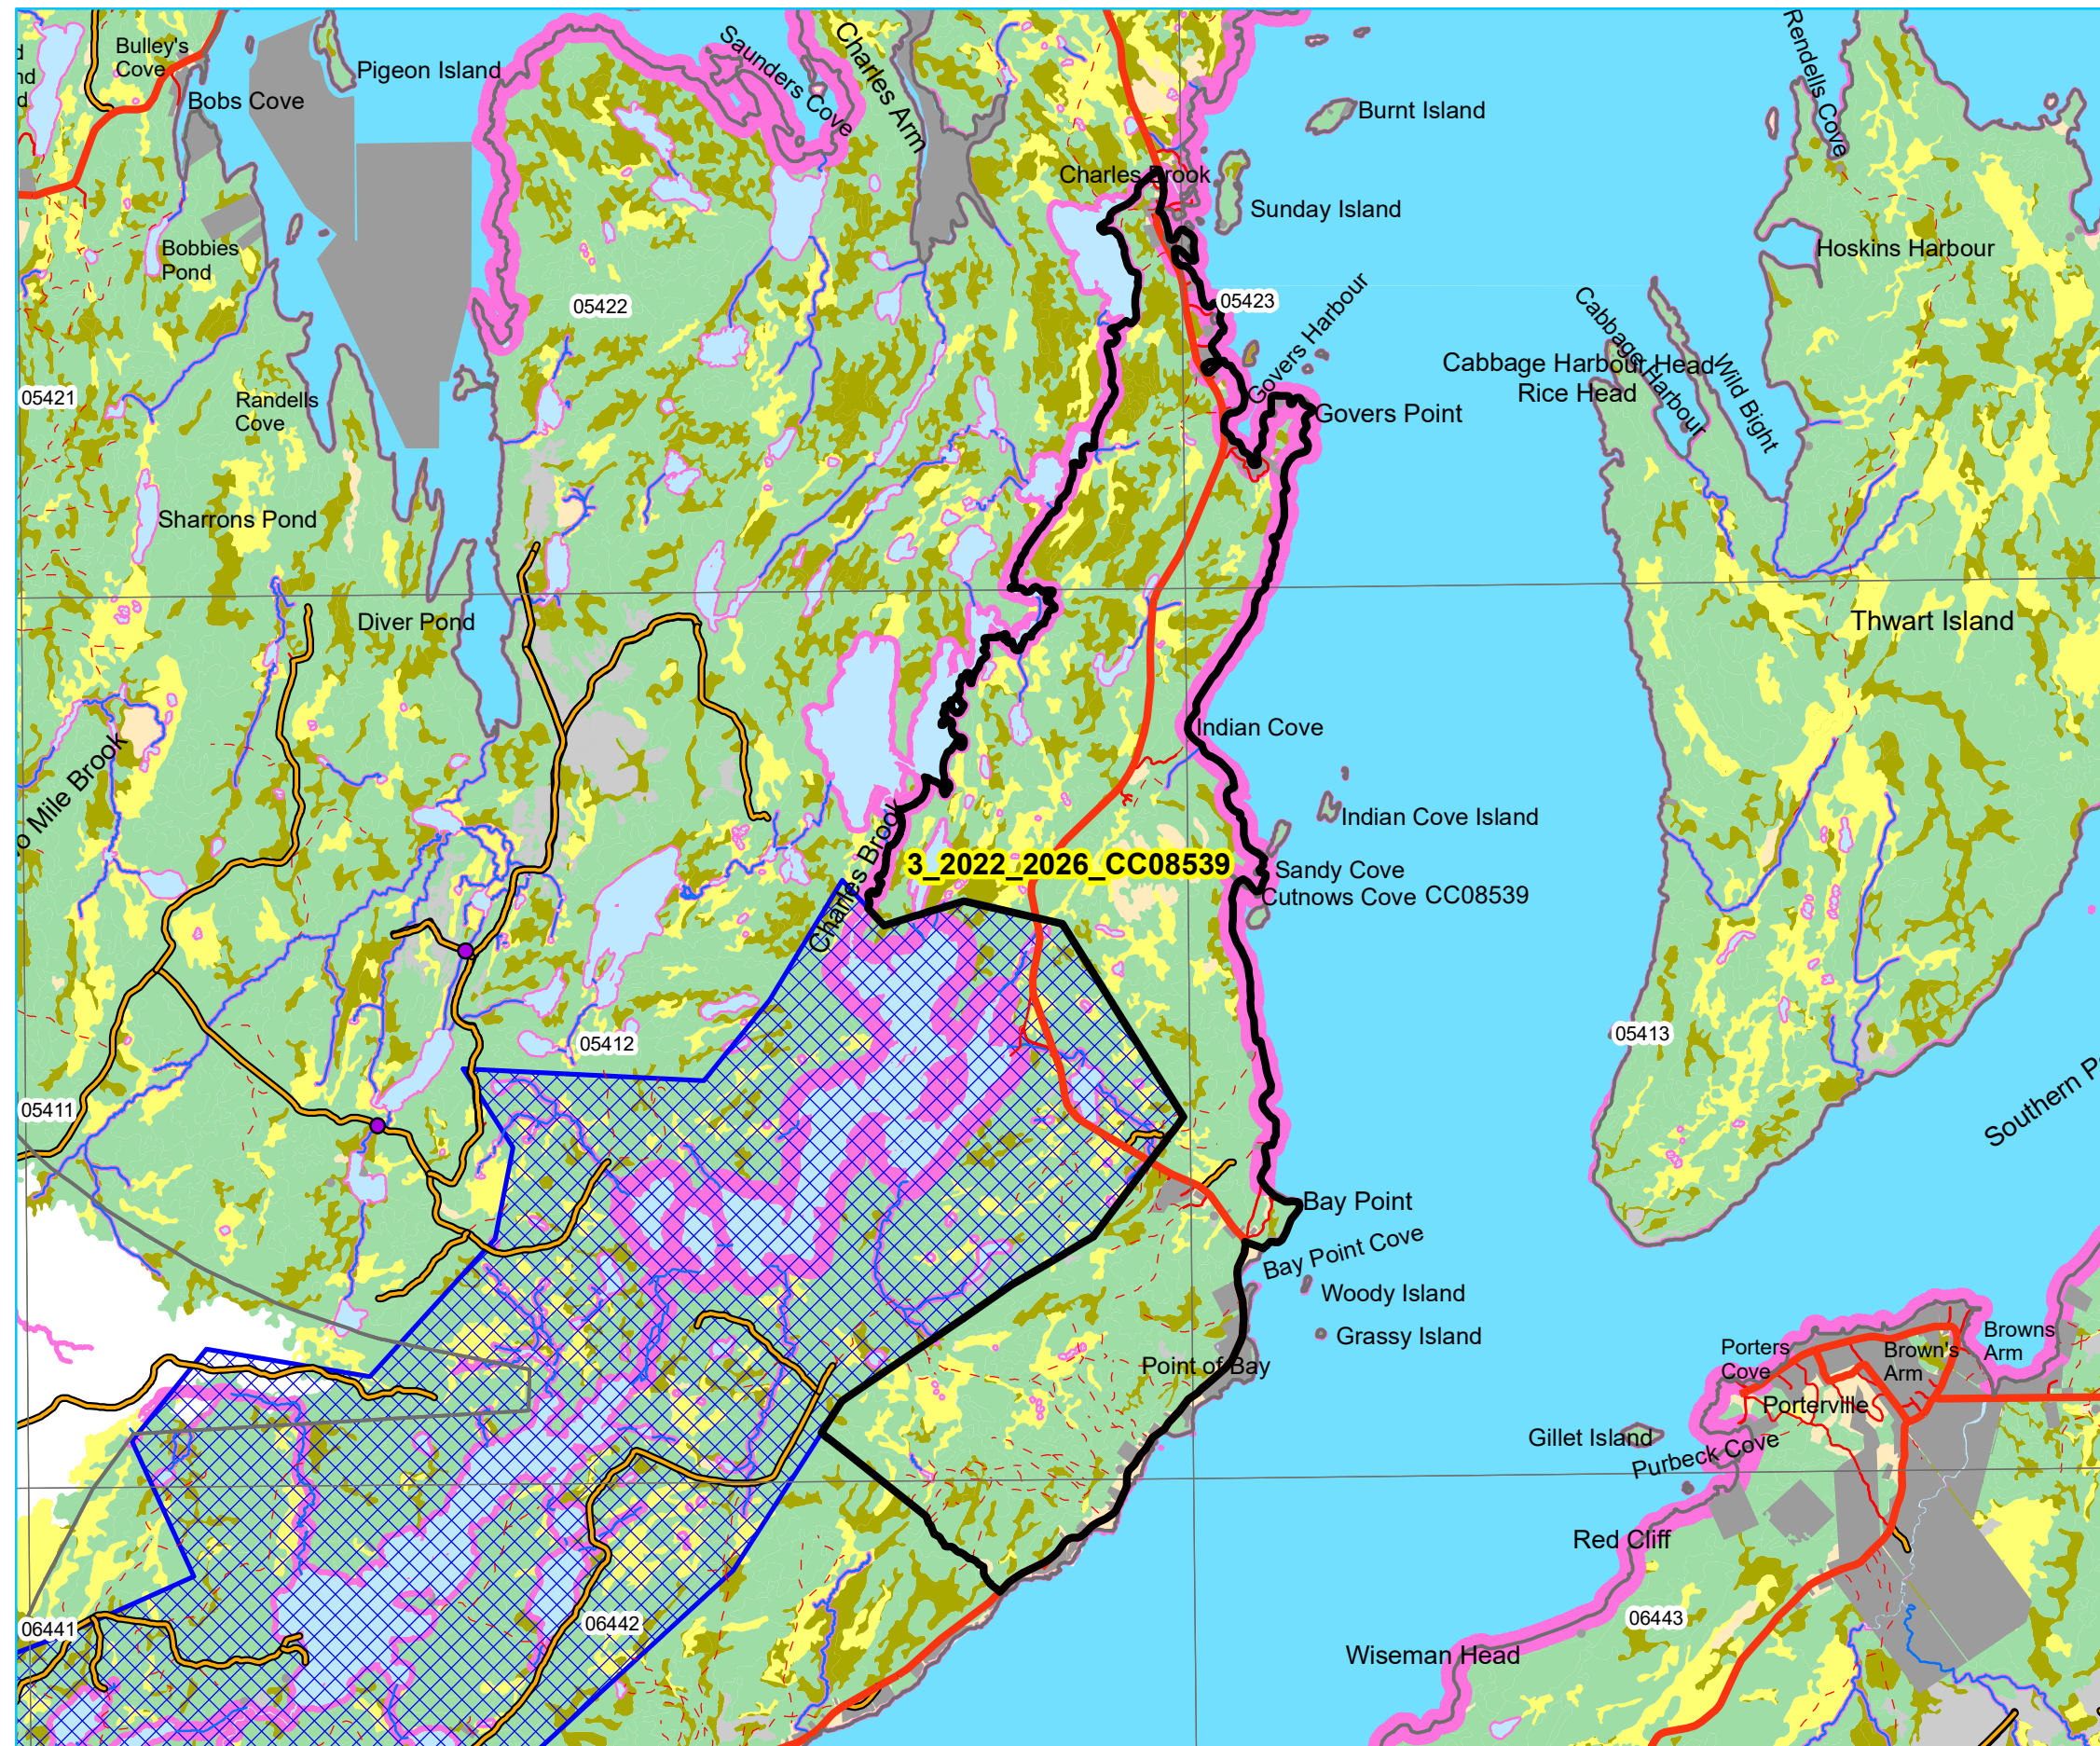 Bulley's
Cove
Pigeon Island
Bobs Cove
Saunders Cove
Charles Arm
Rendells Cove
Burnt Island
Charles Brook
Sunday Island
Bobbies
Pond
Hoskins Harbour
05422
05423
Govers Harbour
Cabbage Harbour
Cabbage Harbour Head
Wild Bight
Rice Head
05421
Randells
Cove
Govers Point
Sharrons Pond
Diver Pond
Thwart Island
Indian Cove
o Mile Brook
Indian Cove Island
Charles Brook
3_2022_2026_CC08539
Sandy Cove
Cutnows Cove
CC08539
05412
05413
05411
Southern P
Bay Point
Bay Point Cove
Woody Island
Grassy Island
Point of Bay
Porters
Cove
Brown's
Arm
Browns
Arm
Porterville
Gillet Island
Purbeck Cove
Red Cliff
06441
06442
06443
Wiseman Head